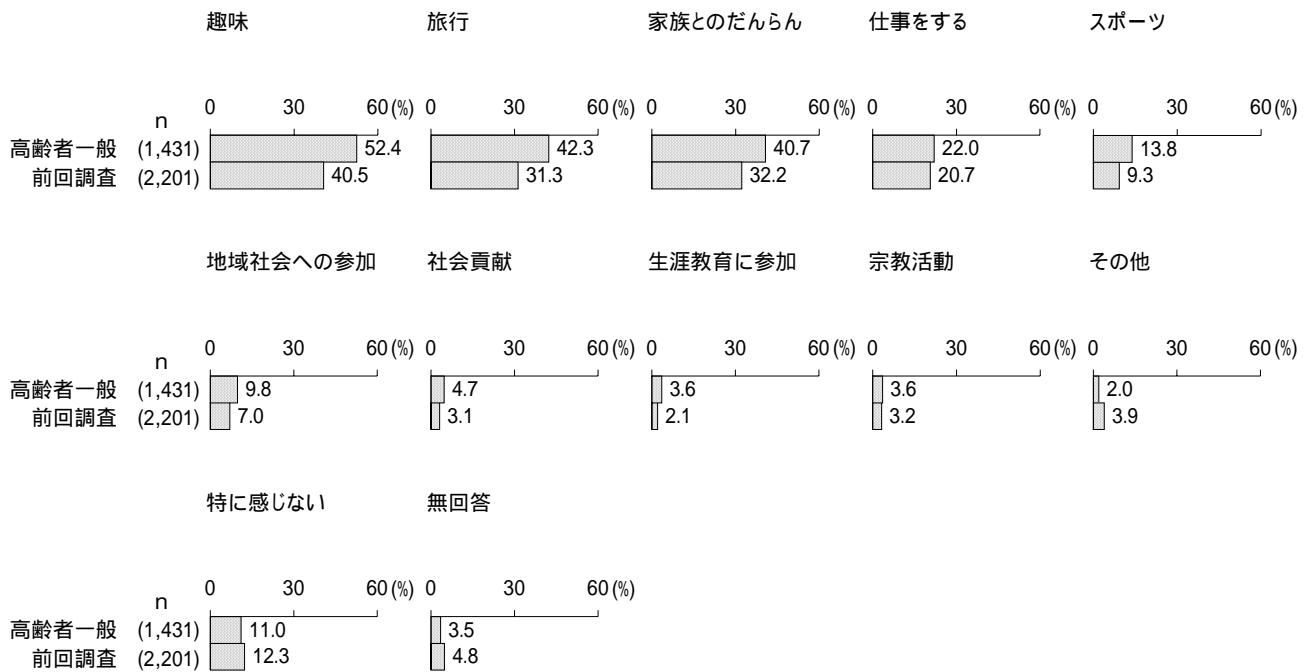 趣味 旅行 家族とのだんらん 仕事をする スポーツ
0 30 60(%) 0 30 60(%) 0 30 60(%) 0 30 60(%) 0 30 60(%)
n
高齢者一般 (1,431) 52.4 42.3 40.7 22.0 13.8
前回調査 (2,201) 40.5 31.3 32.2 20.7 9.3
地域社会への参加 社会貢献 生涯教育に参加 宗教活動 その他
0 30 60(%) 0 30 60(%) 0 30 60(%) 0 30 60(%) 0 30 60(%)
n
高齢者一般 (1,431) 9.8 4.7 3.6 3.6 2.0
前回調査 (2,201) 7.0 3.1 2.1 3.2 3.9
特に感じない 無回答
0 30 60(%) 0 30 60(%)
n
高齢者一般 (1,431) 11.0 3.5
前回調査 (2,201) 12.3 4.8